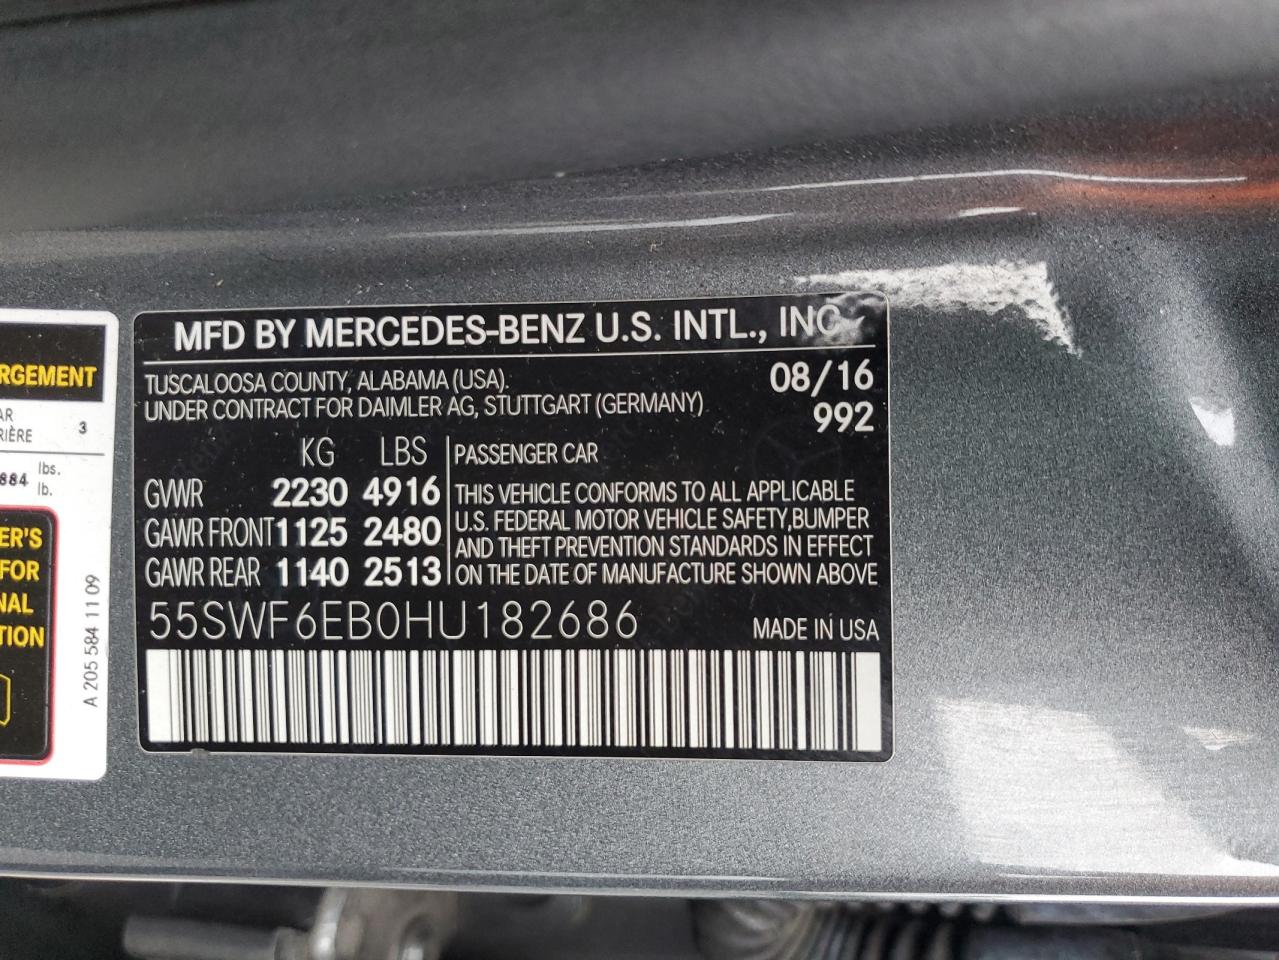 RGEMENT
AR
RIÈRE 3
884 lbs.
lb.
ER'S
FOR
NAL
TION
A 205 584 11 09
MFD BY MERCEDES-BENZ U.S. INTL., INC.
TUSCALOOSA COUNTY, ALABAMA (USA). 08/16
UNDER CONTRACT FOR DAIMLER AG, STUTTGART (GERMANY) 992
KG LBS PASSENGER CAR
GVWR 2230 4916 THIS VEHICLE CONFORMS TO ALL APPLICABLE
U.S. FEDERAL MOTOR VEHICLE SAFETY,BUMPER
GAWR FRONT 1125 2480 AND THEFT PREVENTION STANDARDS IN EFFECT
GAWR REAR 1140 2513 ON THE DATE OF MANUFACTURE SHOWN ABOVE
55SWF6EB0HU182686 MADE IN USA